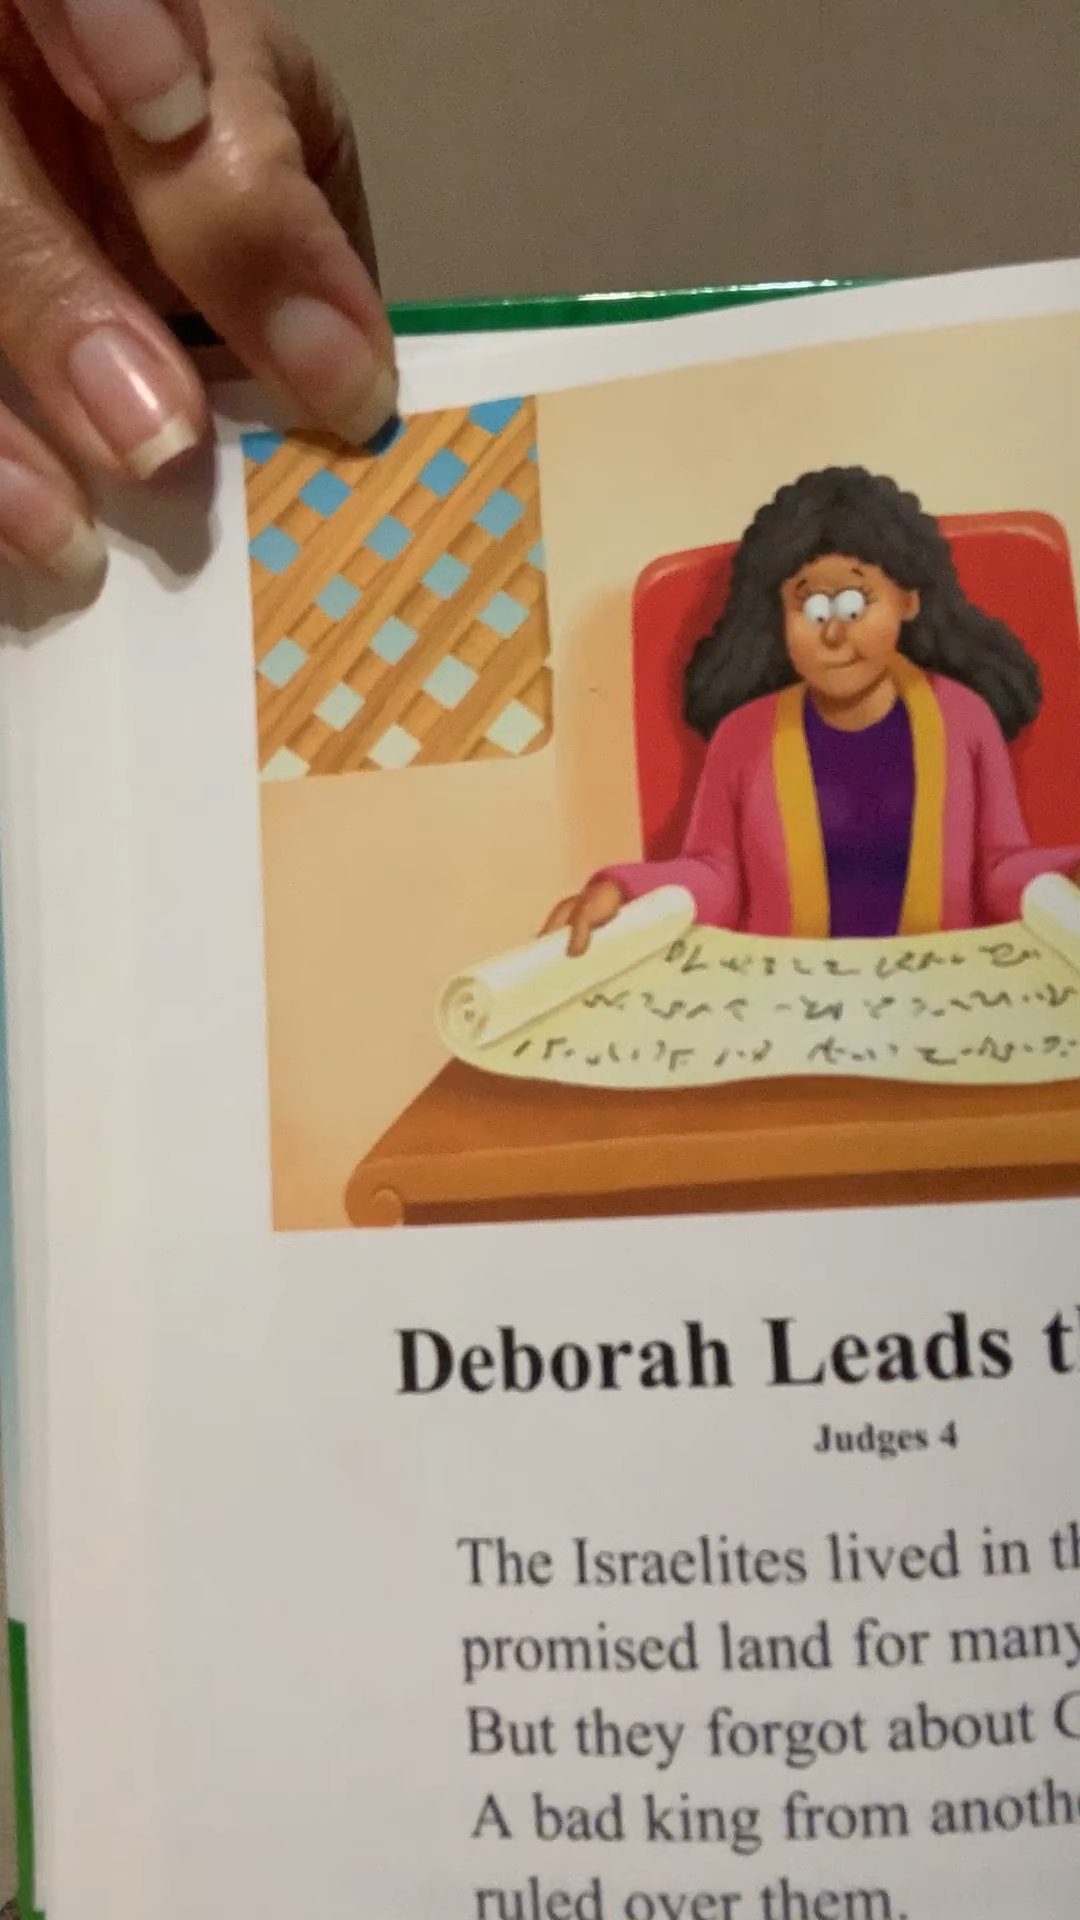 Deborah Leads
Judges 4
The Israelites lived in
promised land for many
But they forgot about
A bad king from
ruled over them.